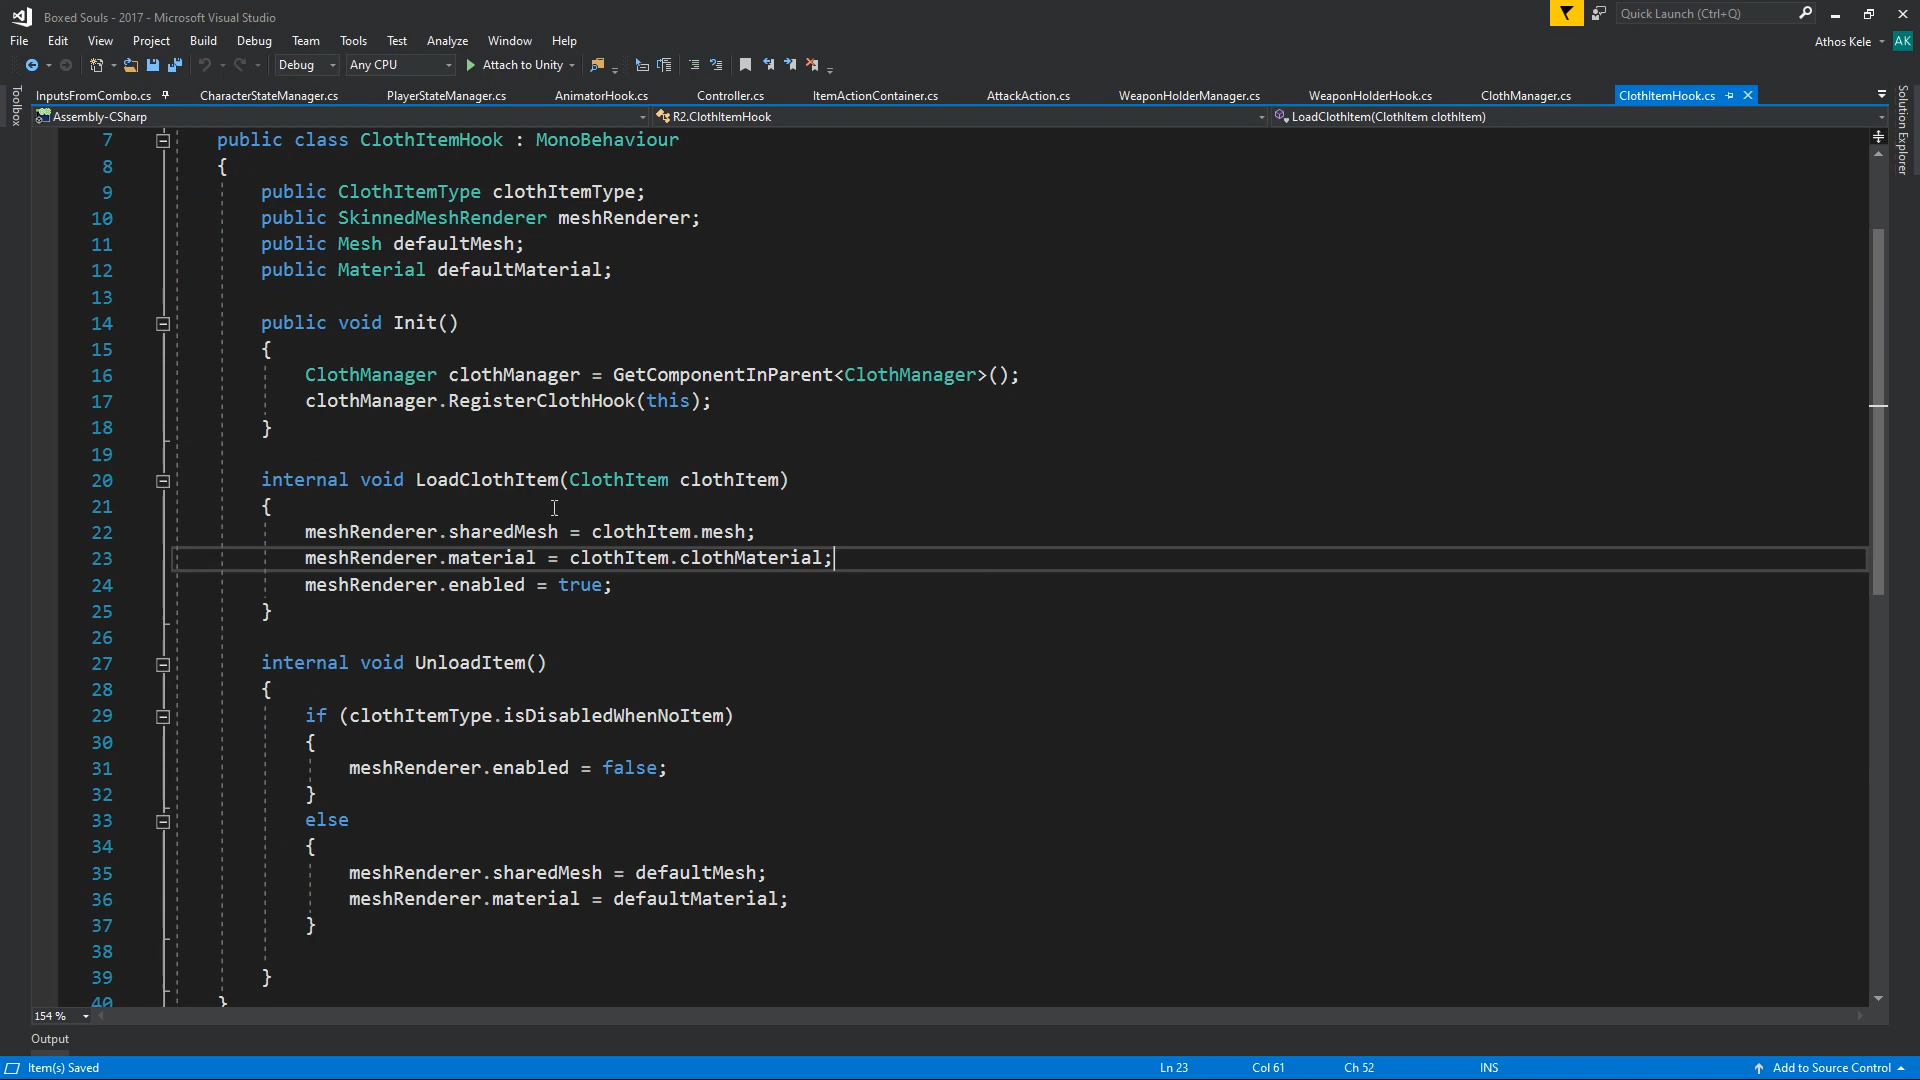 Boxed Souls - 2017 - Microsoft Visual Studio
Quick Launch (Ctrl+Q)
File Edit View Project Build Debug Team Tools Test Analyze Window Help
Athos Kele AK
Debug Any CPU Attach to Unity
Toolbox
InputsFromCombo.cs CharacterStateManager.cs PlayerStateManager.cs AnimatorHook.cs Controller.cs ItemActionContainer.cs AttackAction.cs WeaponHolderManager.cs WeaponHolderHook.cs ClothManager.cs ClothItemHook.cs
Solution Explorer
Assembly-CSharp R2.ClothItemHook LoadClothItem(ClothItem clothItem)
7 public class ClothItemHook : MonoBehaviour
8 {
9 public ClothItemType clothItemType;
10 public SkinnedMeshRenderer meshRenderer;
11 public Mesh defaultMesh;
12 public Material defaultMaterial;
13
14 public void Init()
15 {
16 ClothManager clothManager = GetComponentInParent<ClothManager>();
17 clothManager.RegisterClothHook(this);
18 }
19
20 internal void LoadClothItem(ClothItem clothItem)
21 {
22 meshRenderer.sharedMesh = clothItem.mesh;
23 meshRenderer.material = clothItem.clothMaterial;
24 meshRenderer.enabled = true;
25 }
26
27 internal void UnloadItem()
28 {
29 if (clothItemType.isDisabledWhenNoItem)
30 {
31 meshRenderer.enabled = false;
32 }
33 else
34 {
35 meshRenderer.sharedMesh = defaultMesh;
36 meshRenderer.material = defaultMaterial;
37 }
38
39 }
40 }
154 %
Output
Item(s) Saved Ln 23 Col 61 Ch 52 INS Add to Source Control